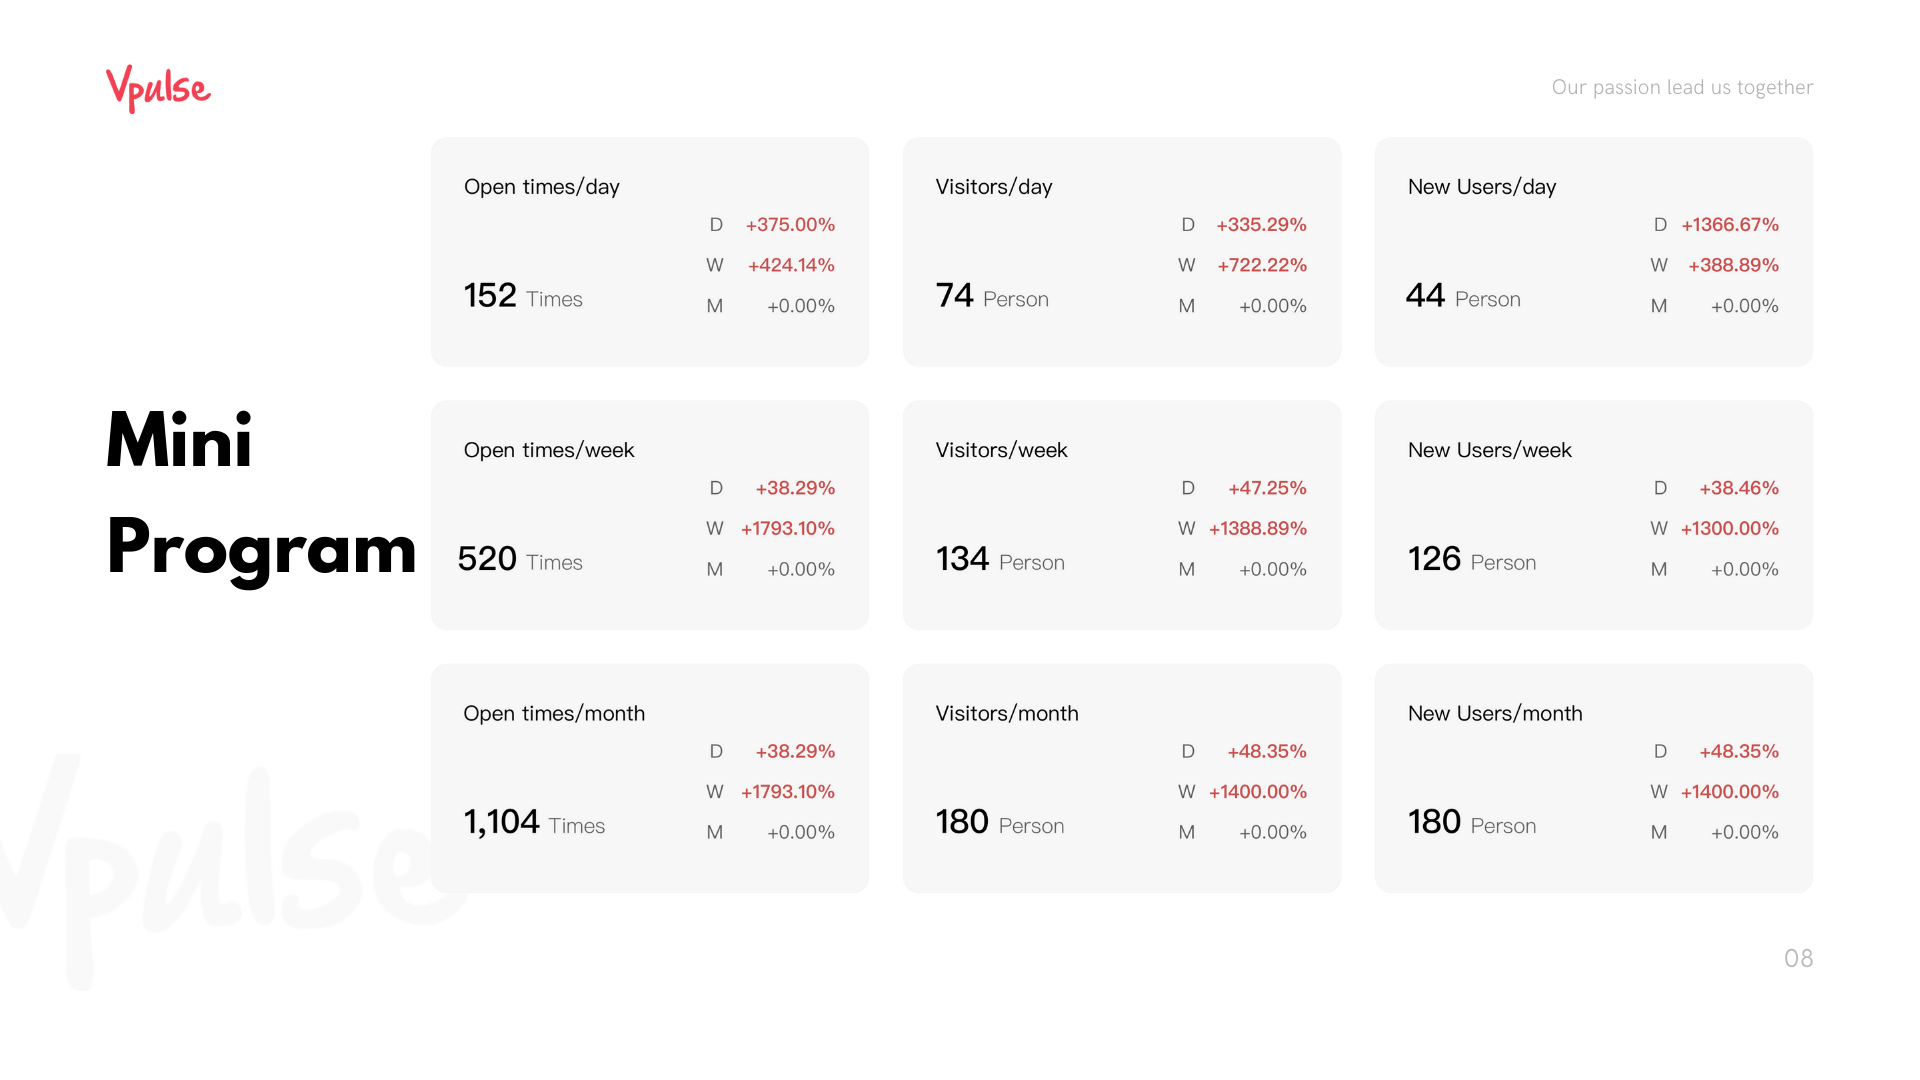 Vpulse
Our passion lead us together
Mini
Program
Open times/day
D +375.00%
W +424.14%
152 Times
M +0.00%
Visitors/day
D +335.29%
W +722.22%
74 Person
M +0.00%
New Users/day
D +1366.67%
W +388.89%
44 Person
M +0.00%
Open times/week
D +38.29%
W +1793.10%
520 Times
M +0.00%
Visitors/week
D +47.25%
W +1388.89%
134 Person
M +0.00%
New Users/week
D +38.46%
W +1300.00%
126 Person
M +0.00%
Open times/month
D +38.29%
W +1793.10%
1,104 Times
M +0.00%
Visitors/month
D +48.35%
W +1400.00%
180 Person
M +0.00%
New Users/month
D +48.35%
W +1400.00%
180 Person
M +0.00%
Vpulse
08